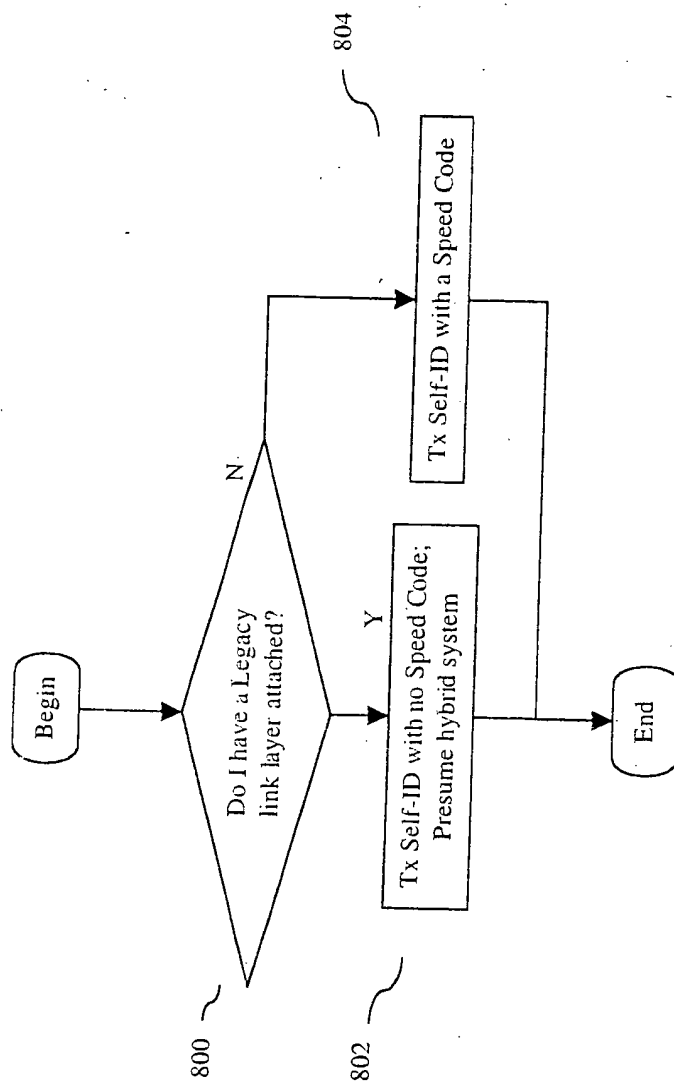 Begin
800
Do I have a Legacy
link layer attached?
N
Y
802
Tx Self-ID with no Speed Code;
Presume hybrid system
Tx Self-ID with a Speed Code
804
End